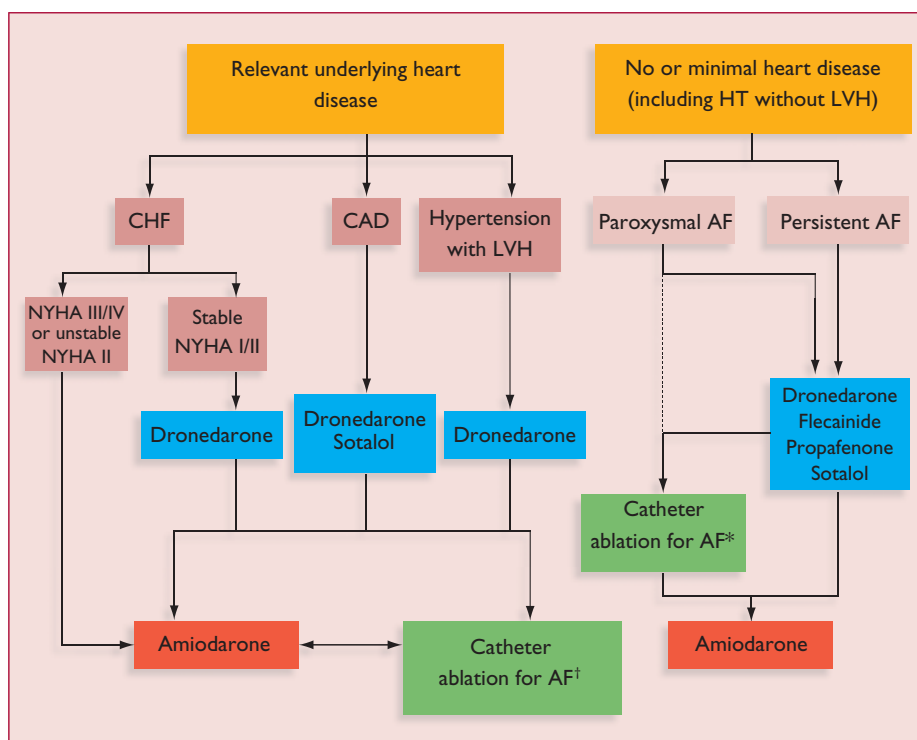 Relevant underlying heart
disease
No or minimal heart disease
(including HT without LVH)
CHF
CAD
Hypertension
with LVH
Paroxysmal AF
Persistent AF
NYHA III/IV
or unstable
NYHA II
Stable
NYHA I/II
Dronedarone
Dronedarone
Sotalol
Dronedarone
Dronedarone
Flecainide
Propafenone
Sotalol
Catheter
ablation for AF*
Amiodarone
Catheter
ablation for AF†
Amiodarone